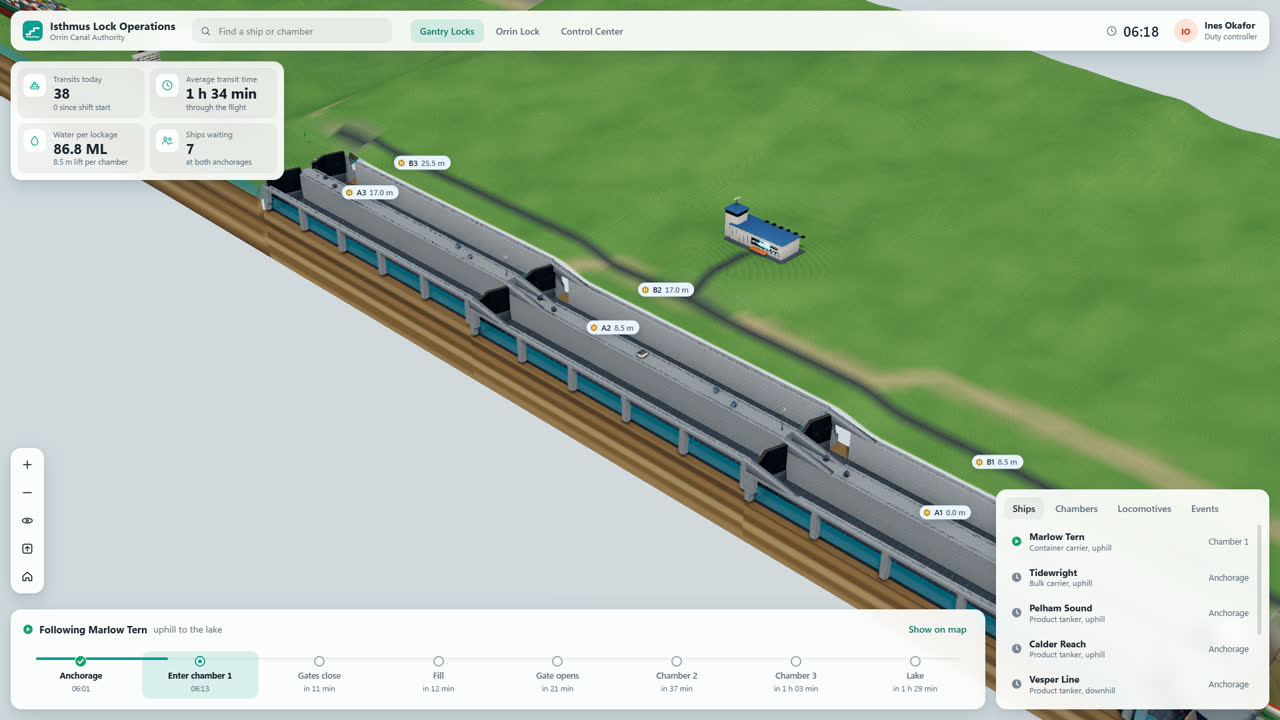 Isthmus Lock Operations
Orrin Canal Authority
Find a ship or chamber
Gantry Locks
Orrin Lock
Control Center
06:18
IO
Ines Okafor
Duty controller
Transits today
38
0 since shift start
Average transit time
1 h 34 min
through the flight
Water per lockage
86.8 ML
8.5 m lift per chamber
Ships waiting
7
at both anchorages
B3 25.5 m
A3 17.0 m
B2 17.0 m
A2 8.5 m
B1 8.5 m
A1 0.0 m
Ships
Chambers
Locomotives
Events
Marlow Tern
Container carrier, uphill
Chamber 1
Tidewright
Bulk carrier, uphill
Anchorage
Pelham Sound
Product tanker, uphill
Anchorage
Calder Reach
Product tanker, uphill
Anchorage
Vesper Line
Product tanker, downhill
Anchorage
Following Marlow Tern uphill to the lake
Show on map
Anchorage
06:01
Enter chamber 1
06:13
Gates close
in 11 min
Fill
in 12 min
Gate opens
in 21 min
Chamber 2
in 37 min
Chamber 3
in 1 h 03 min
Lake
in 1 h 29 min